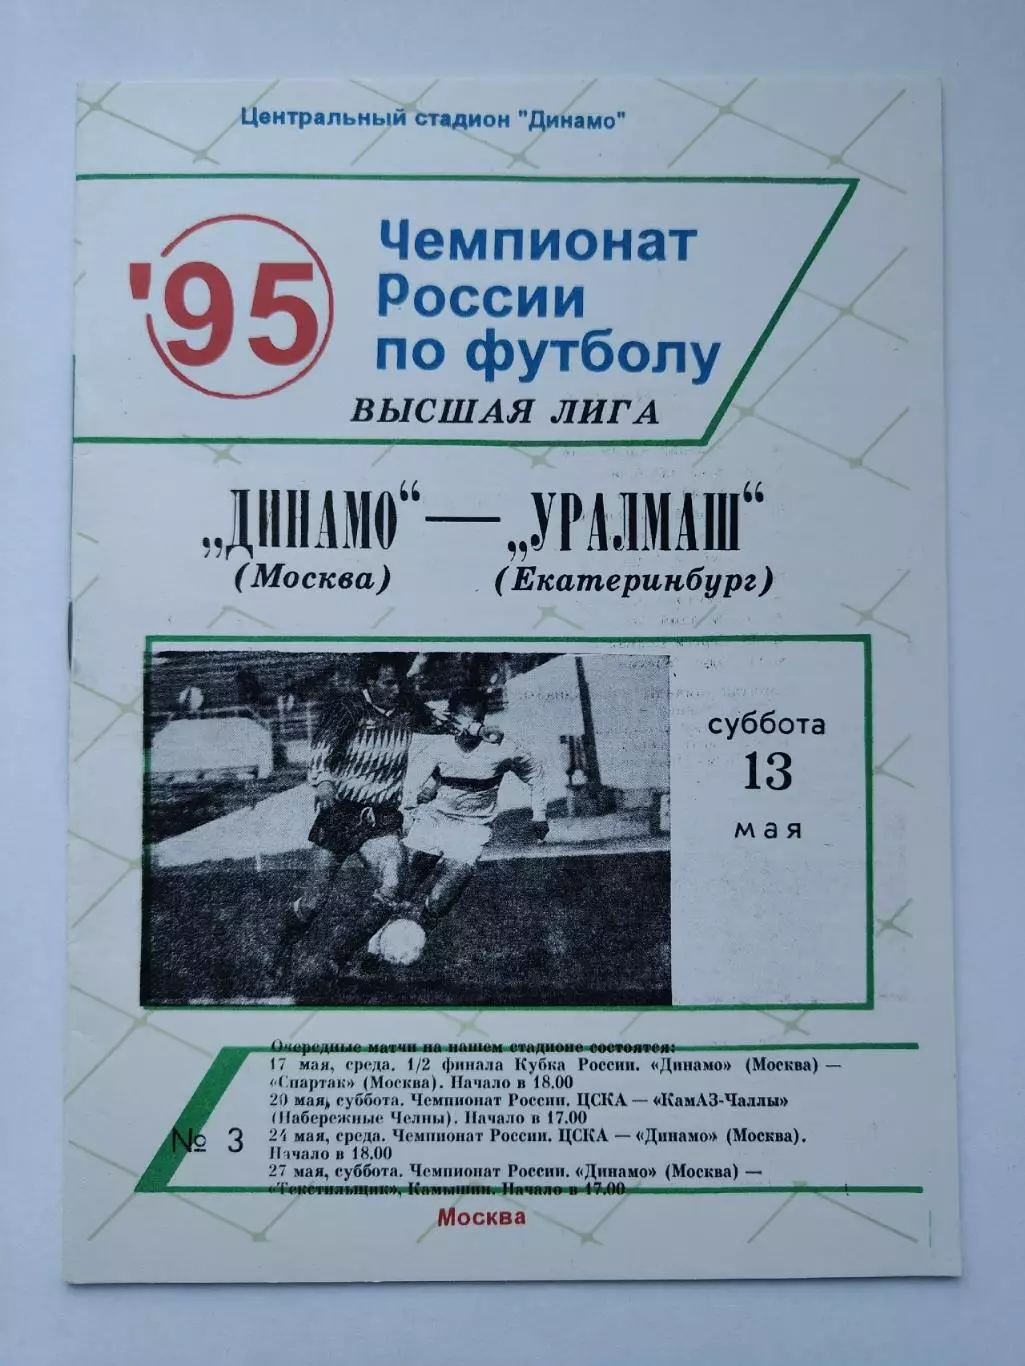 Центральный стадион "Динамо"
'95
Чемпионат
России
по футболу
ВЫСШАЯ ЛИГА
„ДИНАМО“ — „УРАЛМАШ“
(Москва) (Екатеринбург)
суббота
13
мая
Очередные матчи на нашем стадионе состоятся:
17 мая, среда. 1/2 финала Кубка России. «Динамо» (Москва) —
«Спартак» (Москва). Начало в 18.00
20 мая, суббота. Чемпионат России. ЦСКА — «КамАЗ-Чаллы»
(Набережные Челны). Начало в 17.00
24 мая, среда. Чемпионат России. ЦСКА — «Динамо» (Москва).
Начало в 18.00
27 мая, суббота. Чемпионат России. «Динамо» (Москва) —
«Текстильщик», Камышин. Начало в 17.00
№ 3
Москва